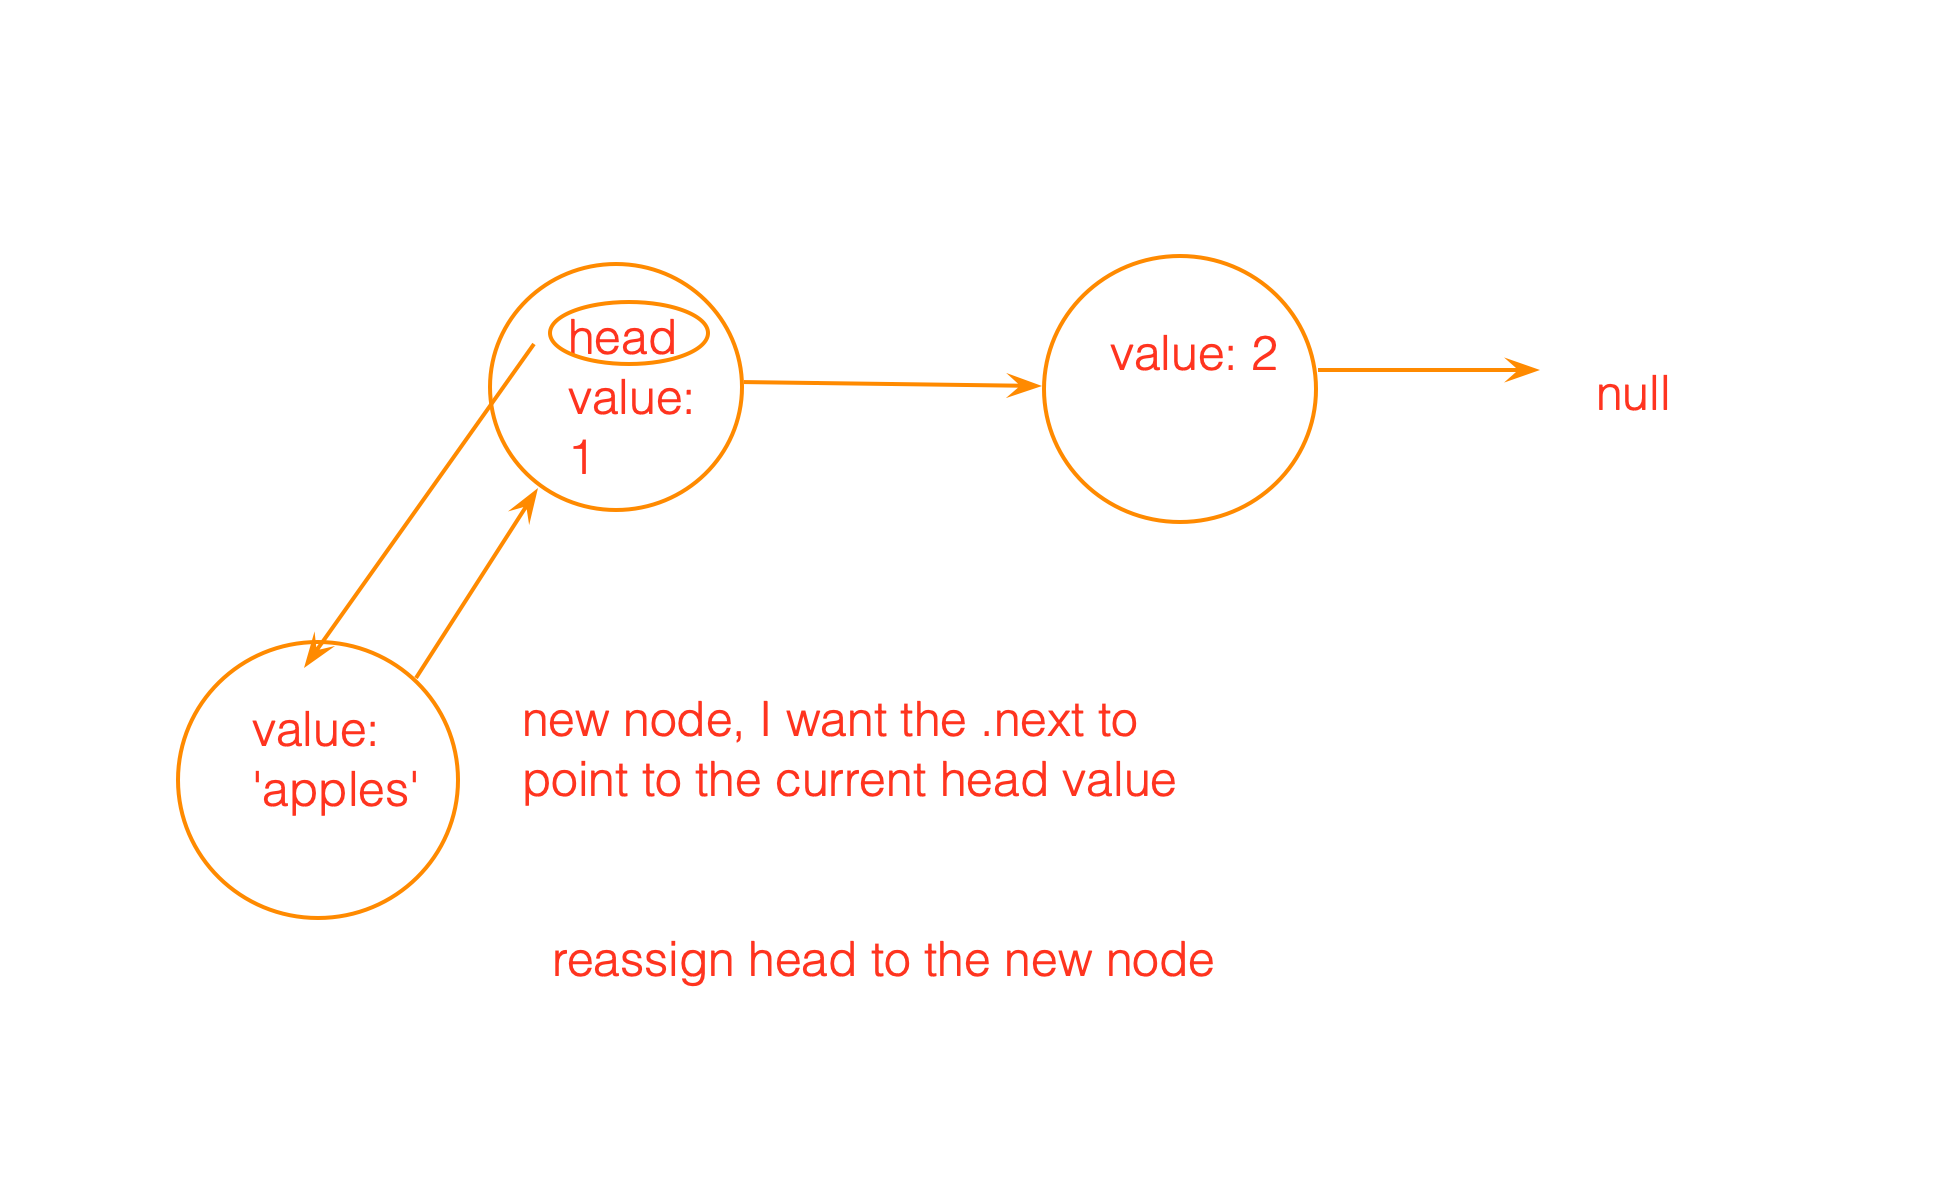 head
value:
1
value: 2
null
value:
'apples'
new node, I want the .next to
point to the current head value
reassign head to the new node